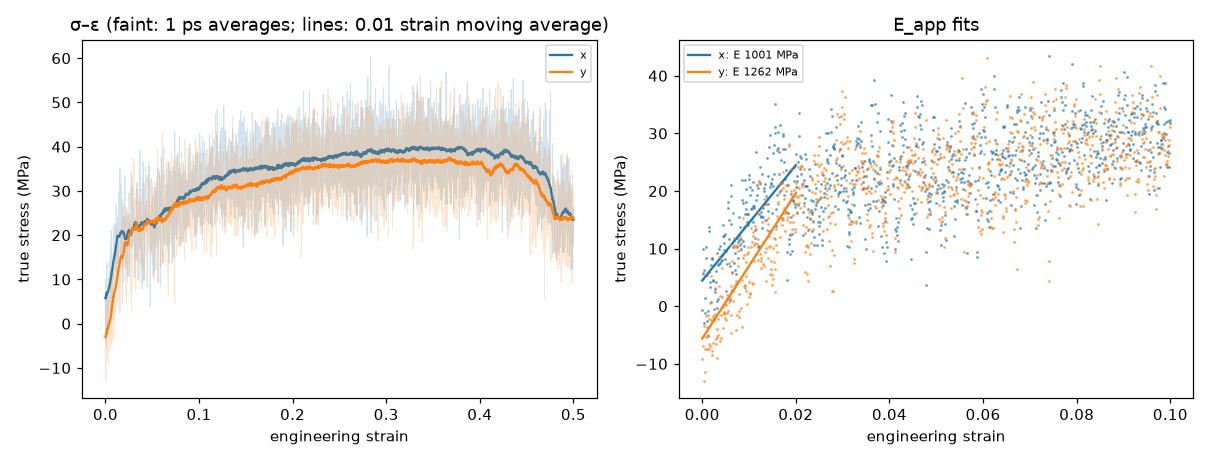 σ–ε (faint: 1 ps averages; lines: 0.01 strain moving average)
true stress (MPa)
60
50
40
30
20
10
0
−10
0.0
0.1
0.2
0.3
0.4
0.5
engineering strain
x
y
E_app fits
true stress (MPa)
40
30
20
10
0
−10
0.00
0.02
0.04
0.06
0.08
0.10
engineering strain
x: E 1001 MPa
y: E 1262 MPa